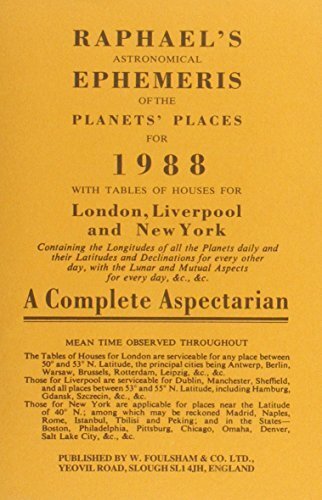 RAPHAEL'S
ASTRONOMICAL
EPHEMERIS
OF THE
PLANETS' PLACES
FOR
1988
WITH TABLES OF HOUSES FOR
London, Liverpool
and New York
Containing the Longitudes of all the Planets daily and
their Latitudes and Declinations for every other
day, with the Lunar and Mutual Aspects
for every day, &c., &c.
A Complete Aspectarian
MEAN TIME OBSERVED THROUGHOUT
The Tables of Houses for London are serviceable for any place between
50° and 53° N. Latitude, the principal cities being Antwerp, Berlin,
Warsaw, Brussels, Rotterdam, Leipzig, &c., &c.
Those for Liverpool are serviceable for Dublin, Manchester, Sheffield,
and all places between 53° and 55° N. Latitude, including Hamburg,
Gdansk, Szczecin, &c., &c.
Those for New York are applicable for places near the Latitude
of 40° N.; among which may be reckoned Madrid, Naples,
Rome, Istanbul, Tbilisi and Peking; and in the States—
Boston, Philadelphia, Pittsburg, Chicago, Omaha, Denver,
Salt Lake City, &c., &c.
PUBLISHED BY W. FOULSHAM & CO. LTD.,
YEOVIL ROAD, SLOUGH SL1 4JH, ENGLAND